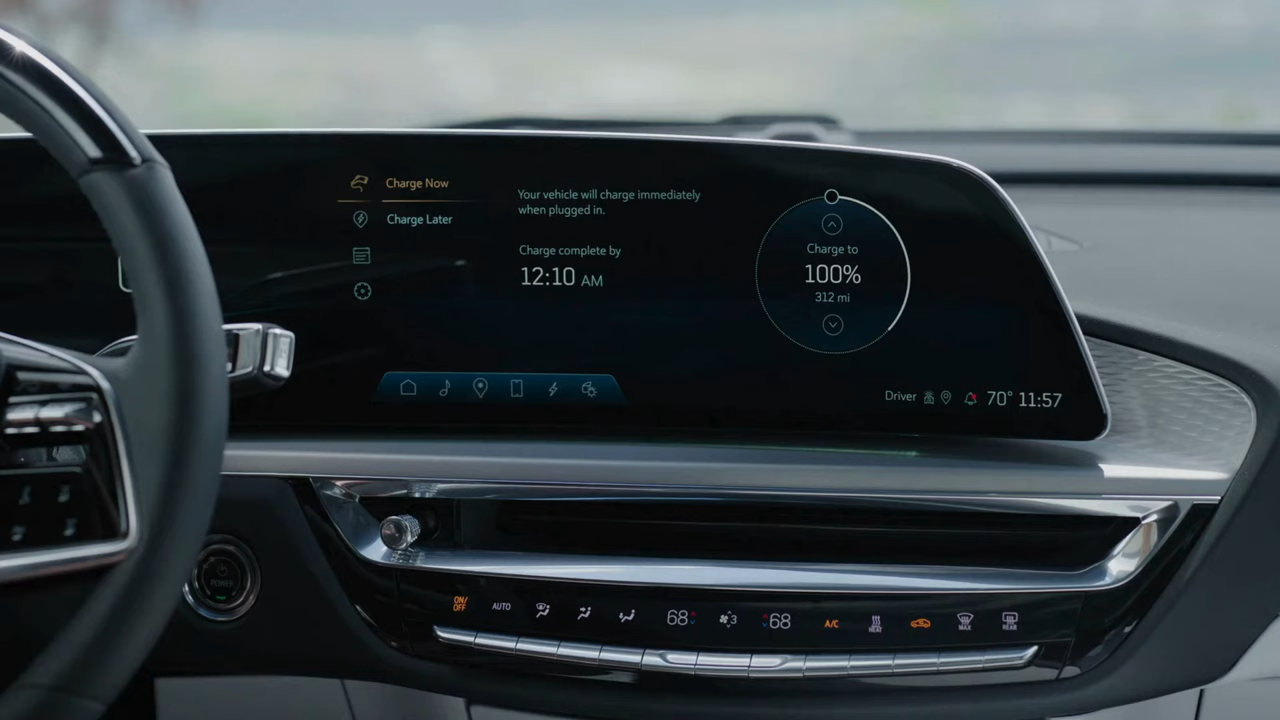 Charge Now
Charge Later
Your vehicle will charge immediately
when plugged in.
Charge complete by
12:10 AM
Charge to
100%
312 mi
Driver 70° 11:57
POWER
ON/
OFF
AUTO
68
3
68
A/C
HEAT
MAX
REAR